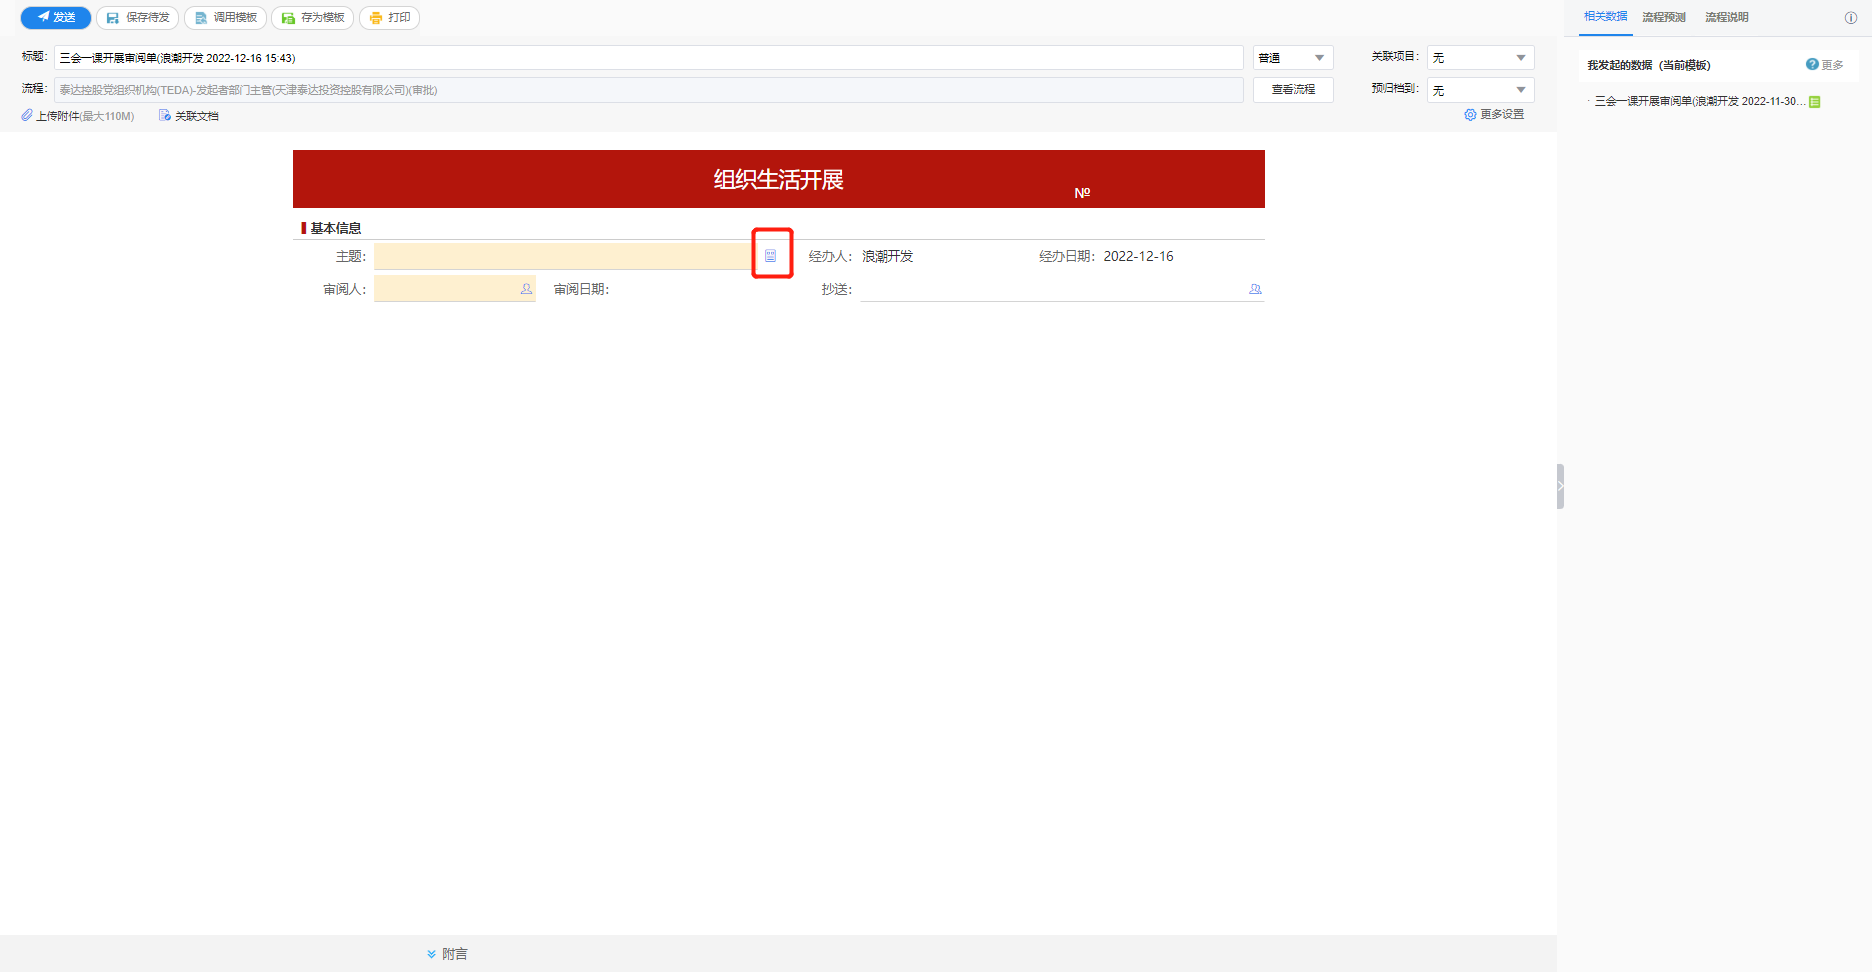 发送 保存待发 调用模板 存为模板 打印
标题: 三会一课开展审阅单(浪潮开发 2022-12-16 15:43) 普通 关联项目: 无
流程: 泰达控股党组织机构(TEDA)-发起者部门主管(天津泰达投资控股有限公司)(审批) 查看流程 预归档到: 无
上传附件(最大110M) 关联文档 更多设置
组织生活开展
№
基本信息
主题: 经办人: 浪潮开发 经办日期: 2022-12-16
审阅人: 审阅日期: 抄送:
附言
相关数据 流程预测 流程说明
我发起的数据 (当前模板) 更多
三会一课开展审阅单(浪潮开发 2022-11-30...